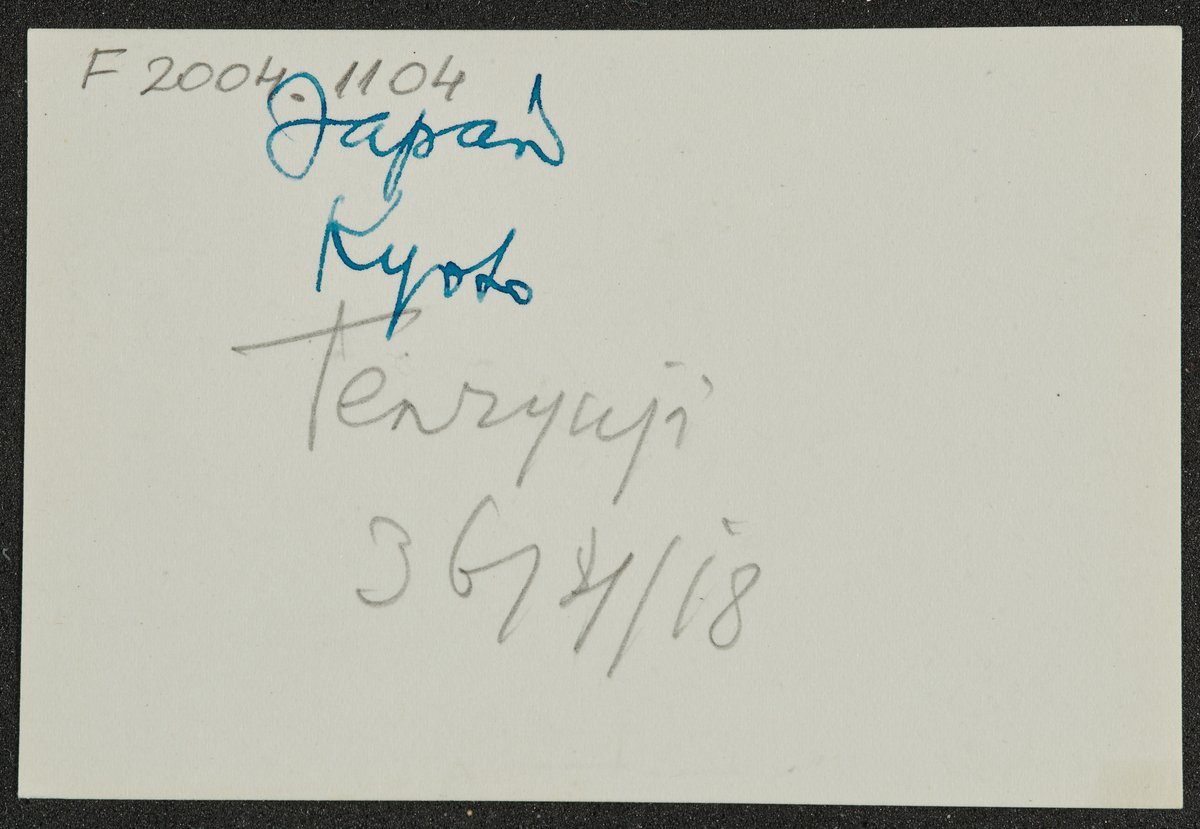 F 2004.1104
Japan
Kyoto
Tenryuji
36/4/18